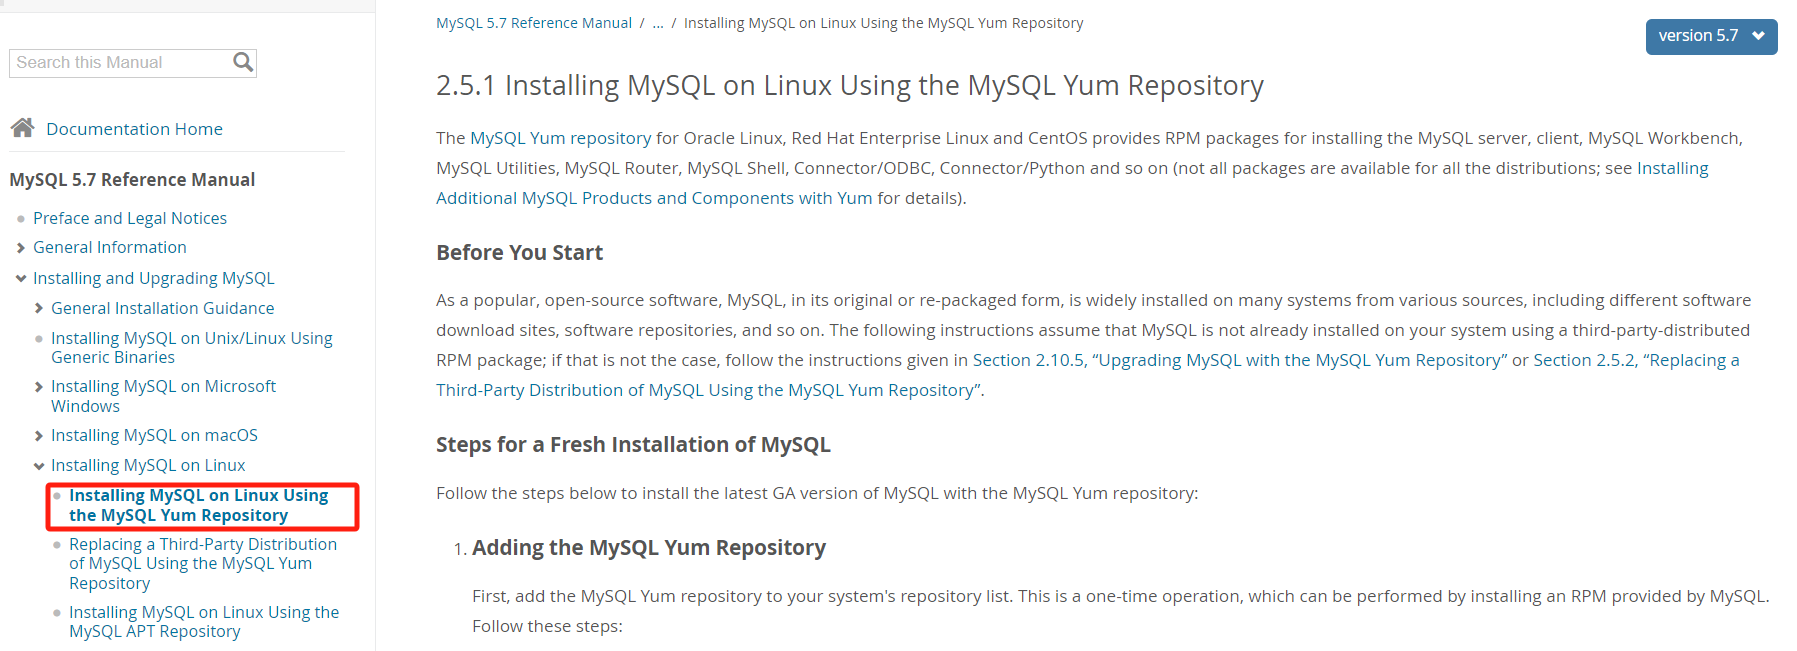 Search this Manual
Documentation Home
MySQL 5.7 Reference Manual
Preface and Legal Notices
General Information
Installing and Upgrading MySQL
General Installation Guidance
Installing MySQL on Unix/Linux Using
Generic Binaries
Installing MySQL on Microsoft
Windows
Installing MySQL on macOS
Installing MySQL on Linux
Installing MySQL on Linux Using
the MySQL Yum Repository
Replacing a Third-Party Distribution
of MySQL Using the MySQL Yum
Repository
Installing MySQL on Linux Using the
MySQL APT Repository
MySQL 5.7 Reference Manual / ... / Installing MySQL on Linux Using the MySQL Yum Repository
version 5.7
2.5.1 Installing MySQL on Linux Using the MySQL Yum Repository
The MySQL Yum repository for Oracle Linux, Red Hat Enterprise Linux and CentOS provides RPM packages for installing the MySQL server, client, MySQL Workbench,
MySQL Utilities, MySQL Router, MySQL Shell, Connector/ODBC, Connector/Python and so on (not all packages are available for all the distributions; see Installing
Additional MySQL Products and Components with Yum for details).
Before You Start
As a popular, open-source software, MySQL, in its original or re-packaged form, is widely installed on many systems from various sources, including different software
download sites, software repositories, and so on. The following instructions assume that MySQL is not already installed on your system using a third-party-distributed
RPM package; if that is not the case, follow the instructions given in Section 2.10.5, “Upgrading MySQL with the MySQL Yum Repository” or Section 2.5.2, “Replacing a
Third-Party Distribution of MySQL Using the MySQL Yum Repository”.
Steps for a Fresh Installation of MySQL
Follow the steps below to install the latest GA version of MySQL with the MySQL Yum repository:
1. Adding the MySQL Yum Repository
First, add the MySQL Yum repository to your system's repository list. This is a one-time operation, which can be performed by installing an RPM provided by MySQL.
Follow these steps: